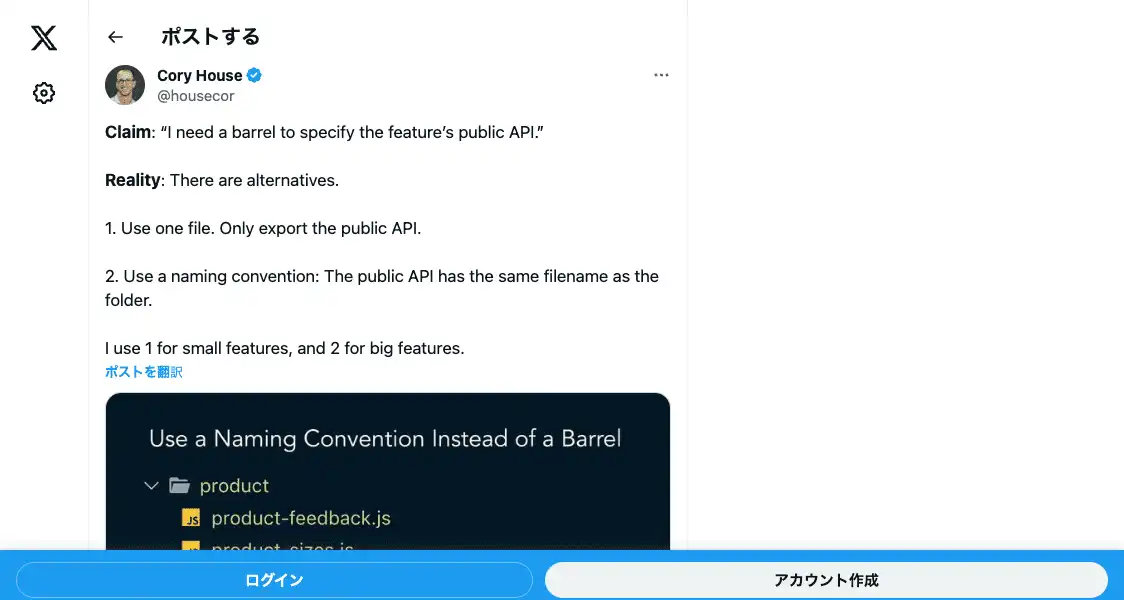 ポストする
Cory House
@housecor
Claim: “I need a barrel to specify the feature’s public API.”
Reality: There are alternatives.
1. Use one file. Only export the public API.
2. Use a naming convention: The public API has the same filename as the
folder.
I use 1 for small features, and 2 for big features.
ポストを翻訳
Use a Naming Convention Instead of a Barrel
product
JS product-feedback.js
product-sizes.js
ログイン
アカウント作成